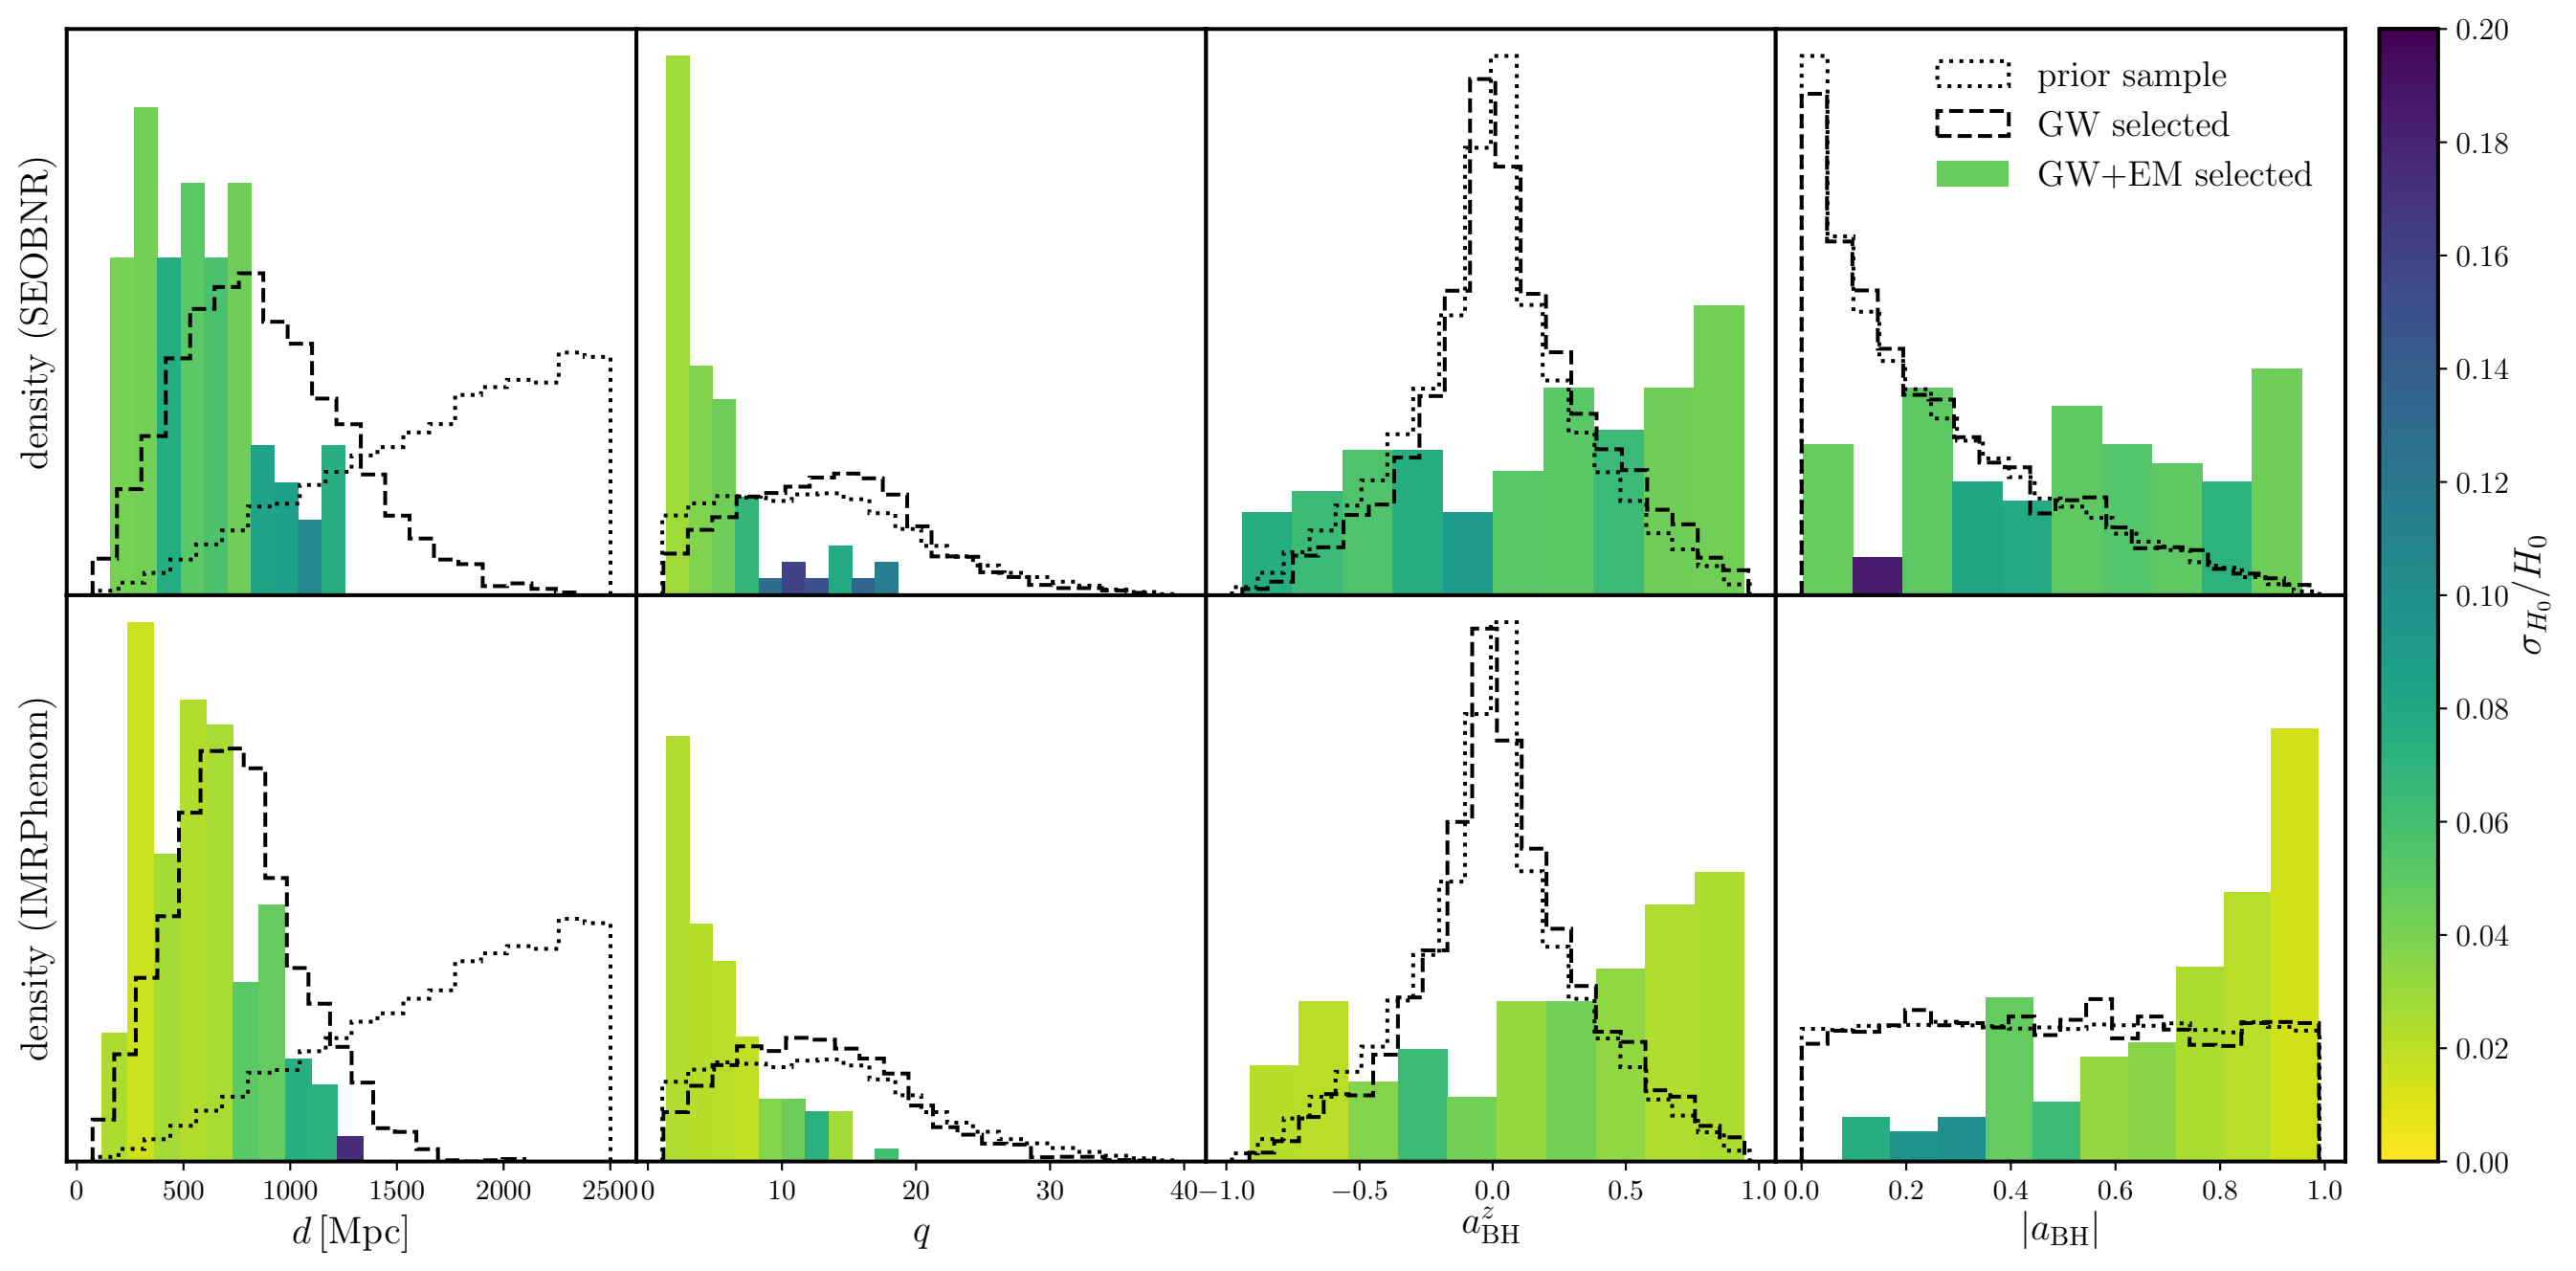 density (SEOBNR)
prior sample
GW selected
GW+EM selected
density (IMRPhenom)
0 500 1000 1500 2000 2500
d [Mpc]
0 10 20 30 40
q
−1.0 −0.5 0.0 0.5 1.0
a^z_BH
0.0 0.2 0.4 0.6 0.8 1.0
|a_BH|
0.20
0.18
0.16
0.14
0.12
0.10
0.08
0.06
0.04
0.02
0.00
σ_{H_0}/H_0